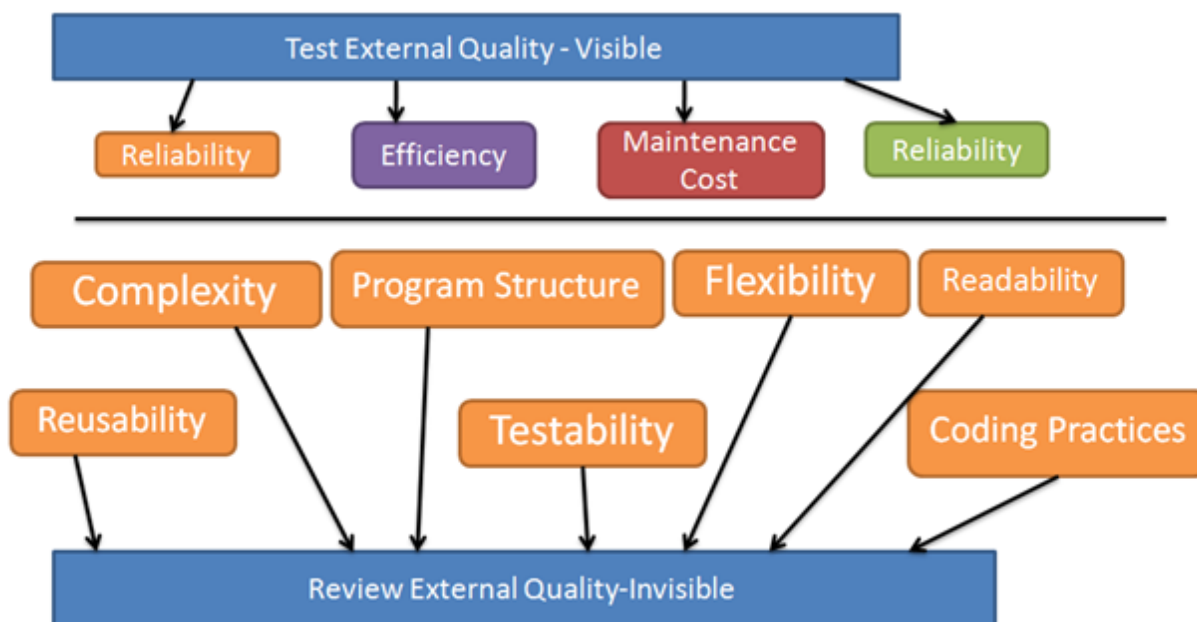 Test External Quality - Visible
Reliability
Efficiency
Maintenance
Cost
Reliability
Complexity
Program Structure
Flexibility
Readability
Reusability
Testability
Coding Practices
Review External Quality-Invisible